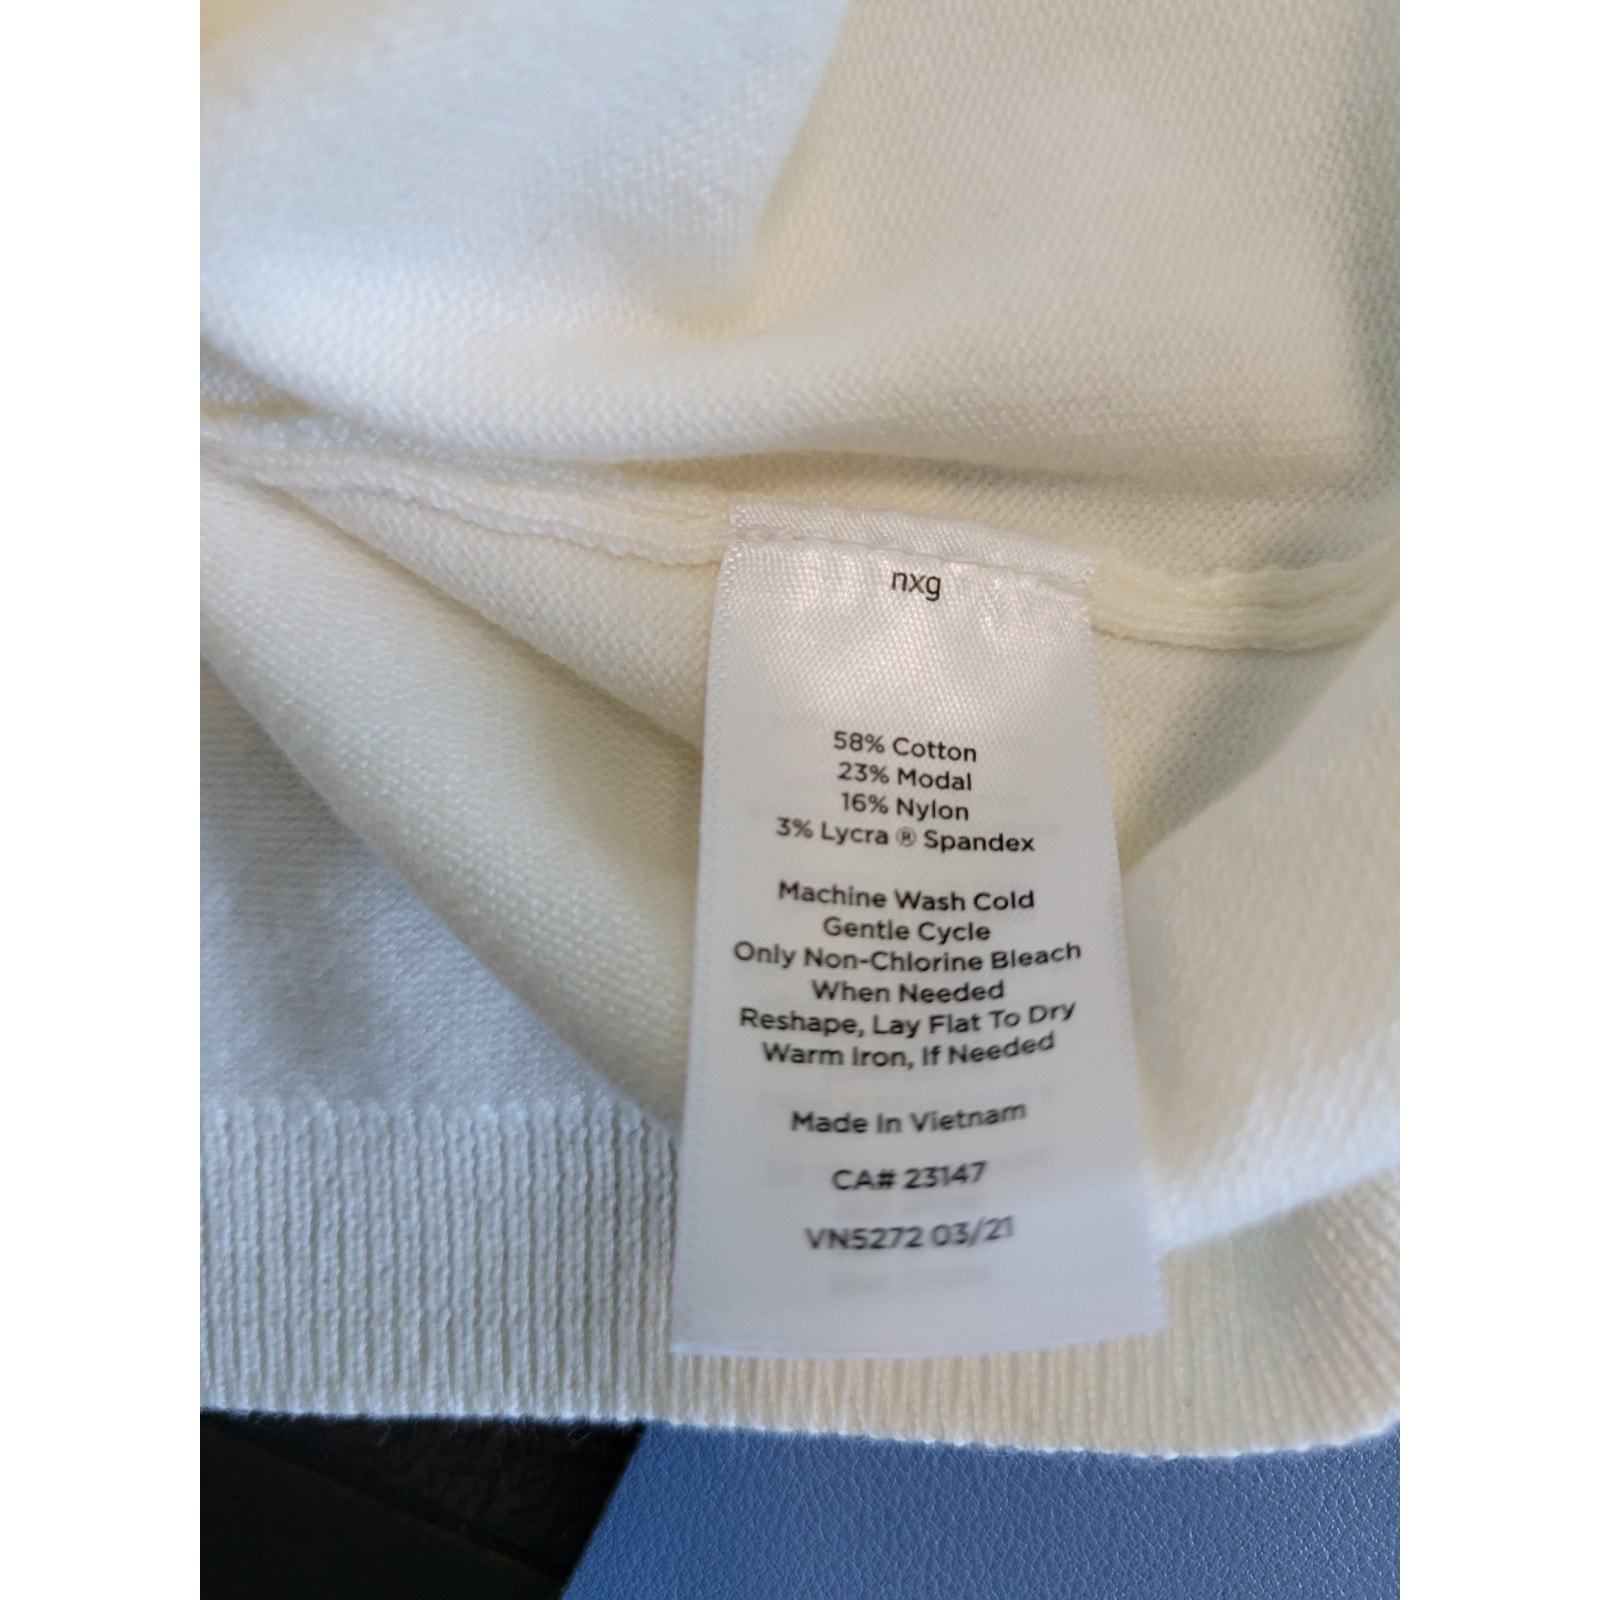 nxg
58% Cotton
23% Modal
16% Nylon
3% Lycra ® Spandex
Machine Wash Cold
Gentle Cycle
Only Non-Chlorine Bleach
When Needed
Reshape, Lay Flat To Dry
Warm Iron, If Needed
Made In Vietnam
CA# 23147
VN5272 03/21